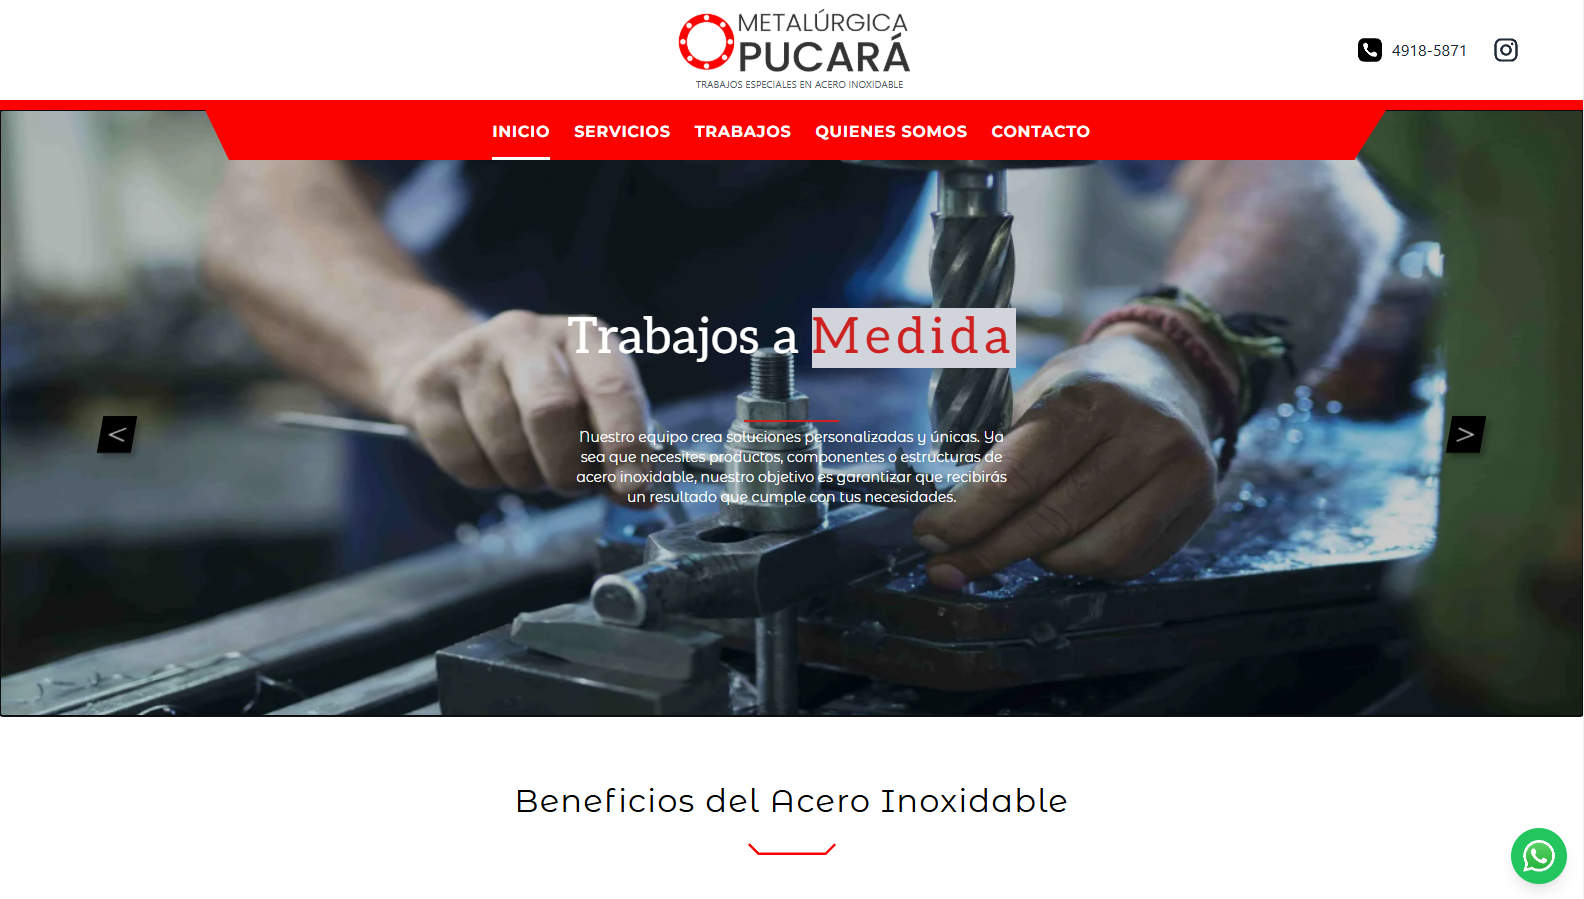 METALÚRGICA
PUCARÁ
TRABAJOS ESPECIALES EN ACERO INOXIDABLE
4918-5871
INICIO SERVICIOS TRABAJOS QUIENES SOMOS CONTACTO
Trabajos a Medida
< >
Nuestro equipo crea soluciones personalizadas y únicas. Ya
sea que necesites productos, componentes o estructuras de
acero inoxidable, nuestro objetivo es garantizar que recibirás
un resultado que cumple con tus necesidades.
Beneficios del Acero Inoxidable